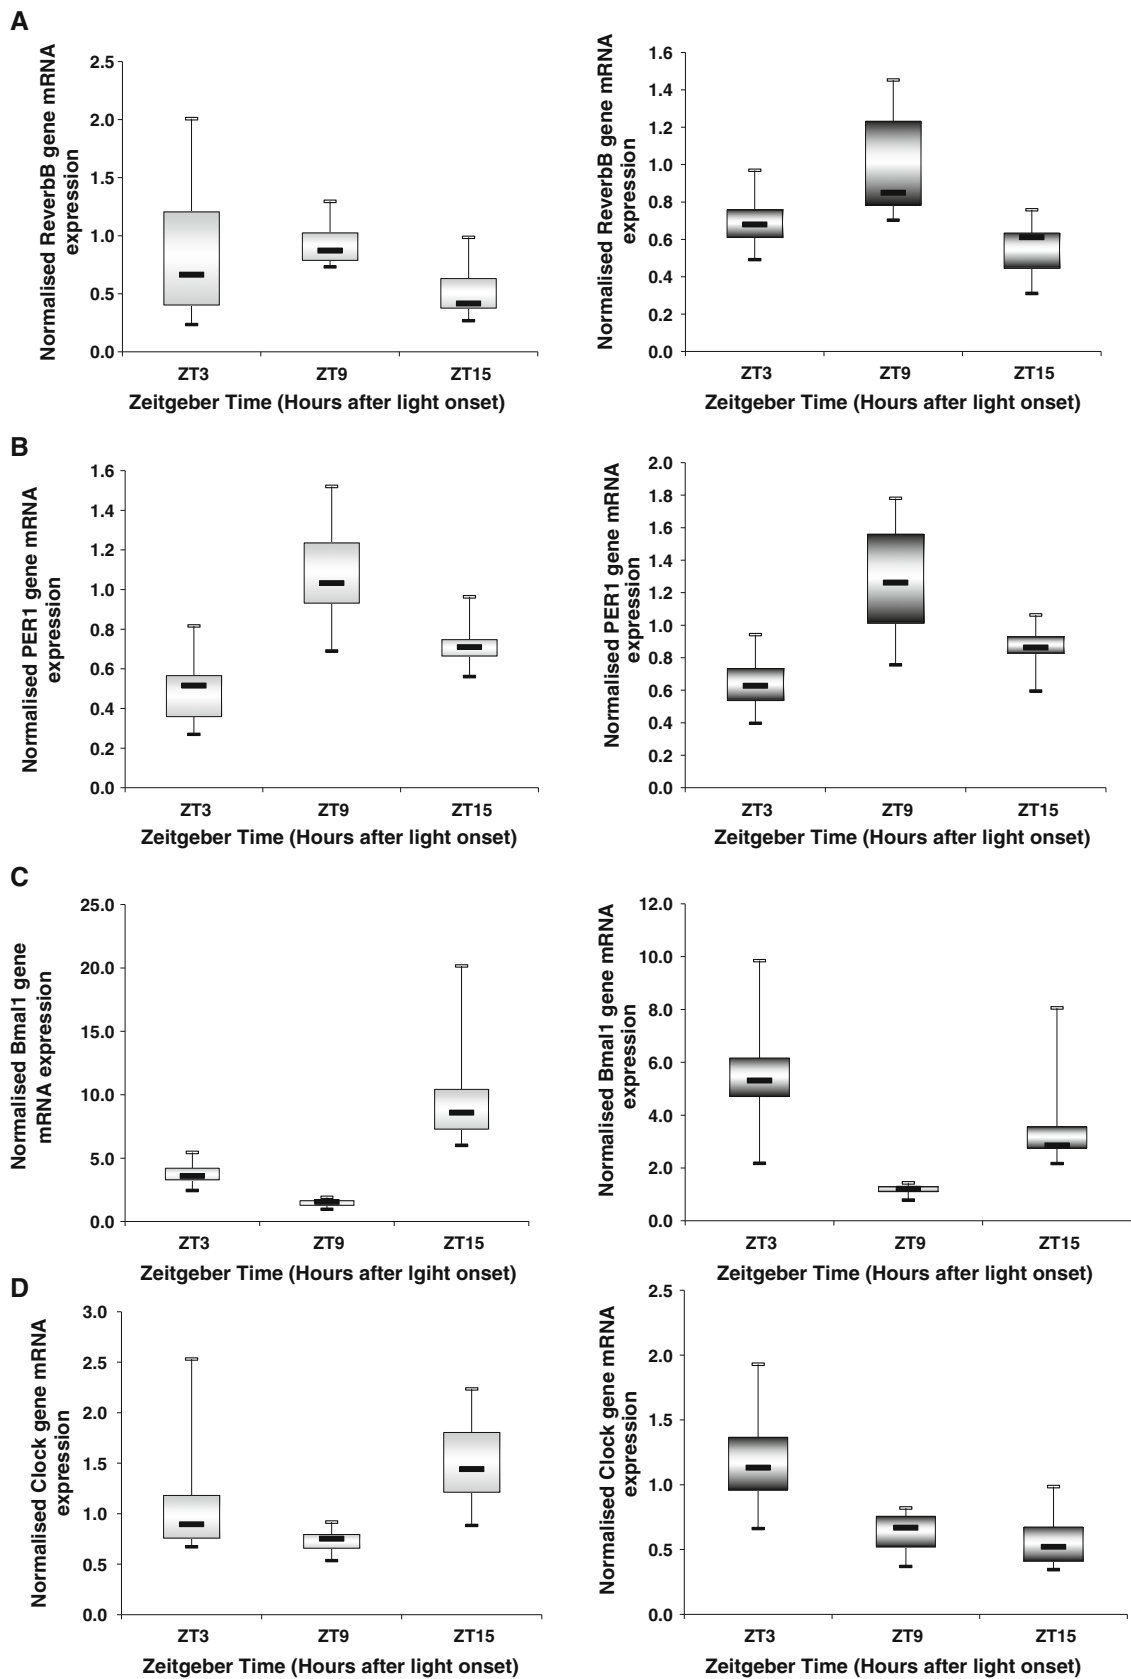 A
Normalised ReverbB gene mRNA
expression
2.5
2.0
1.5
1.0
0.5
0.0
ZT3 ZT9 ZT15
Zeitgeber Time (Hours after light onset)
Normalised ReverbB gene mRNA
expression
1.6
1.4
1.2
1.0
0.8
0.6
0.4
0.2
0.0
ZT3 ZT9 ZT15
Zeitgeber Time (Hours after light onset)
B
Normalised PER1 gene mRNA
expression
1.6
1.4
1.2
1.0
0.8
0.6
0.4
0.2
0.0
ZT3 ZT9 ZT15
Zeitgeber Time (Hours after light onset)
Normalised PER1 gene mRNA
expression
2.0
1.8
1.6
1.4
1.2
1.0
0.8
0.6
0.4
0.2
0.0
ZT3 ZT9 ZT15
Zeitgeber Time (Hours after light onset)
C
Normalised Bmal1 gene
mRNA expression
25.0
20.0
15.0
10.0
5.0
0.0
ZT3 ZT9 ZT15
Zeitgeber Time (Hours after lgiht onset)
Normalised Bmal1 gene mRNA
expression
12.0
10.0
8.0
6.0
4.0
2.0
0.0
ZT3 ZT9 ZT15
Zeitgeber Time (Hours after light onset)
D
Normalised Clock gene mRNA
expression
3.0
2.5
2.0
1.5
1.0
0.5
0.0
ZT3 ZT9 ZT15
Zeitgeber Time (Hours after light onset)
Normalised Clock gene mRNA
expression
2.5
2.0
1.5
1.0
0.5
0.0
ZT3 ZT9 ZT15
Zeitgeber Time (Hours after light onset)